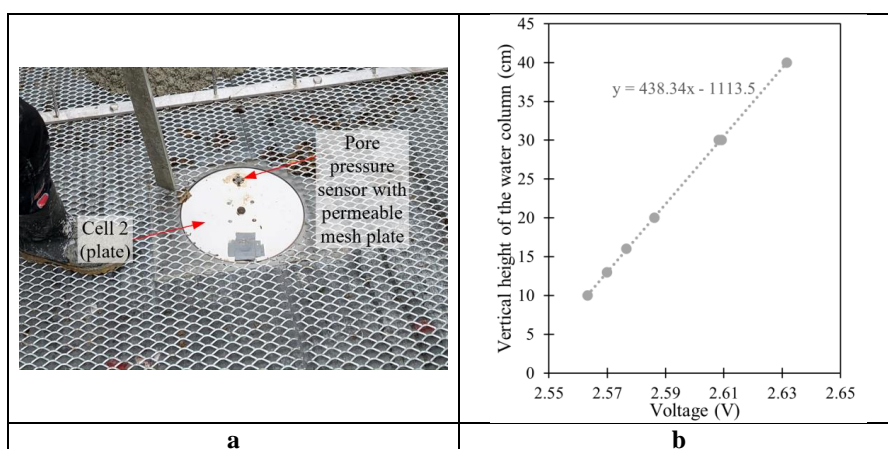 Pore
pressure
sensor with
permeable
mesh plate
Cell 2
(plate)
Vertical height of the water column (cm)
45
40
35
30
25
20
15
10
5
0
y = 438.34x - 1113.5
2.55 2.57 2.59 2.61 2.63 2.65
Voltage (V)
a b